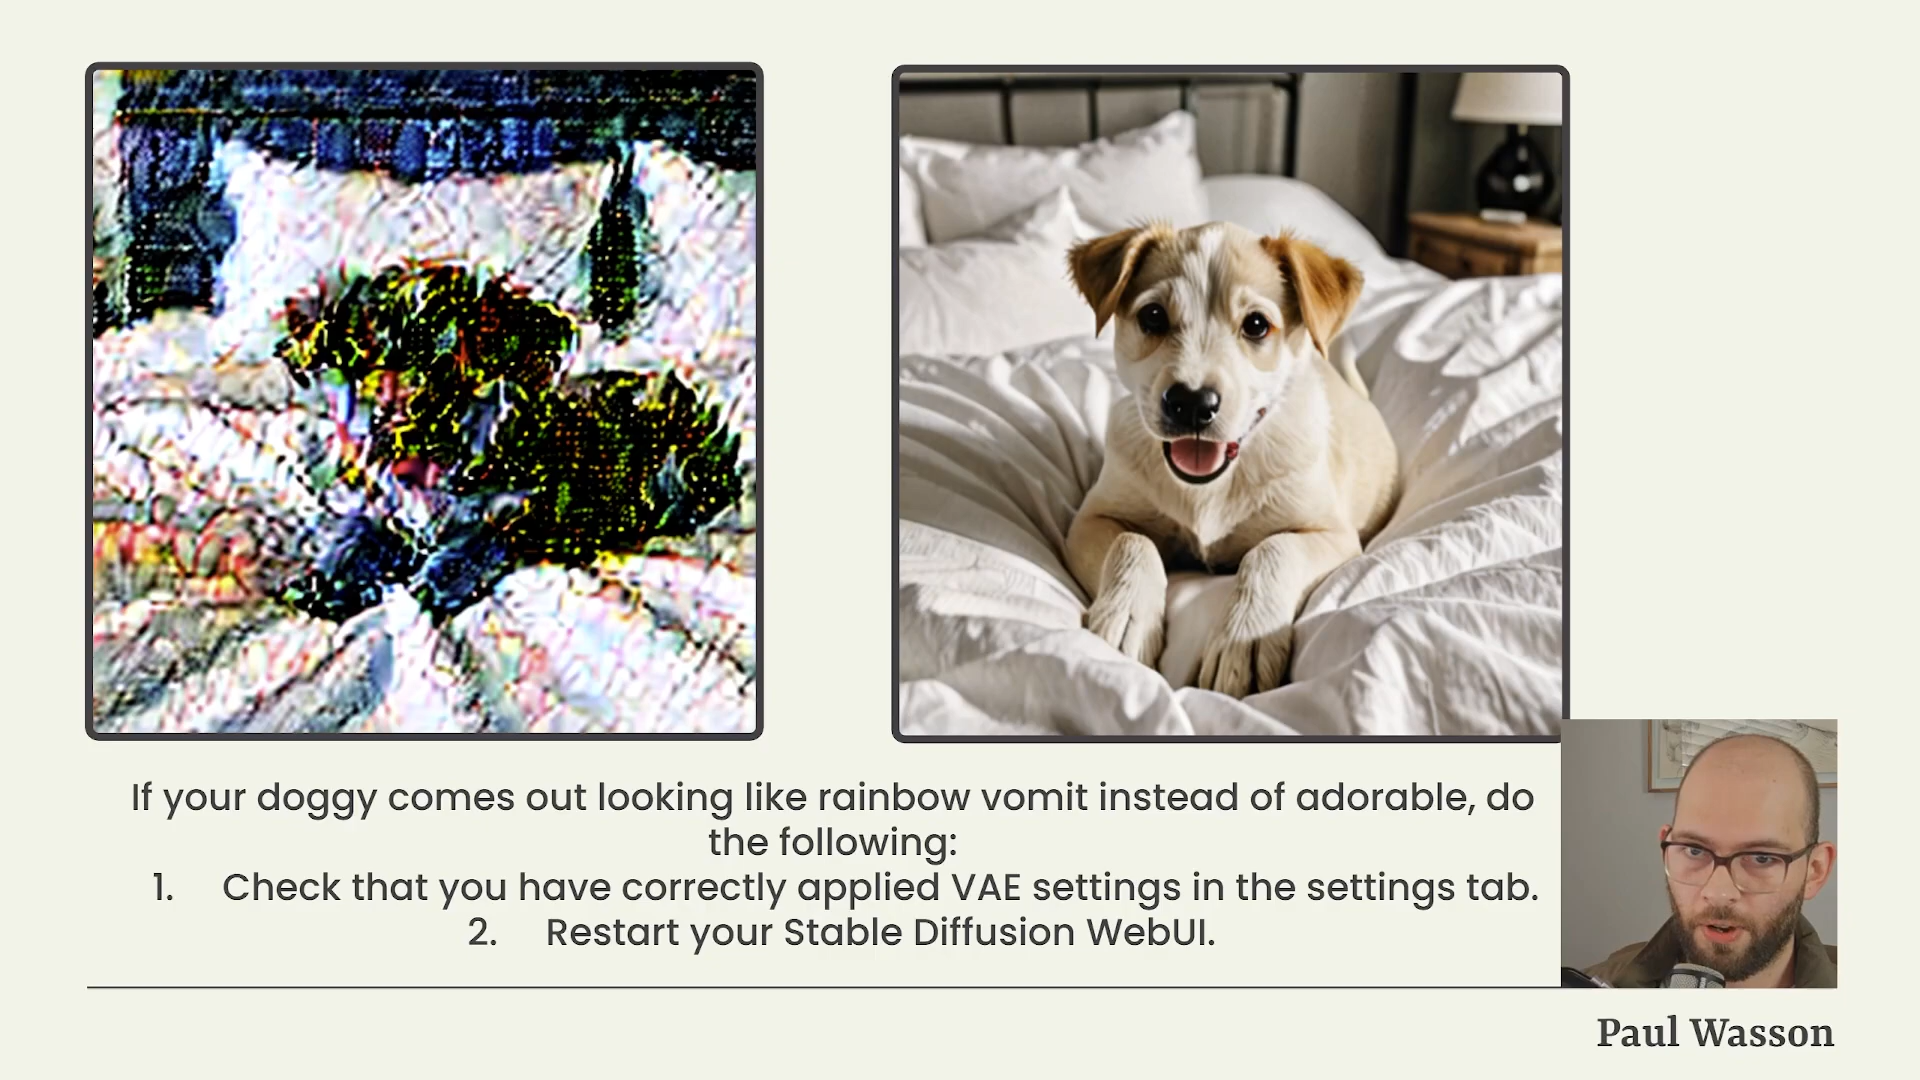 If your doggy comes out looking like rainbow vomit instead of adorable, do
the following:
1. Check that you have correctly applied VAE settings in the settings tab.
2. Restart your Stable Diffusion WebUI.
Paul Wasson